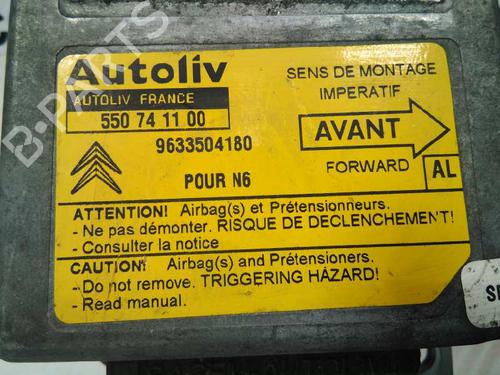 Autoliv
AUTOLIV FRANCE
550 74 11 00
9633504180
POUR N6
SENS DE MONTAGE
IMPERATIF
AVANT
FORWARD
AL
ATTENTION! Airbag(s) et Prétensionneurs.
- Ne pas démonter. RISQUE DE DECLENCHEMENT!
- Consulter la notice
CAUTION! Airbag(s) and Pretensioners.
- Do not remove. TRIGGERING HAZARD!
- Read manual.
B-PARTS